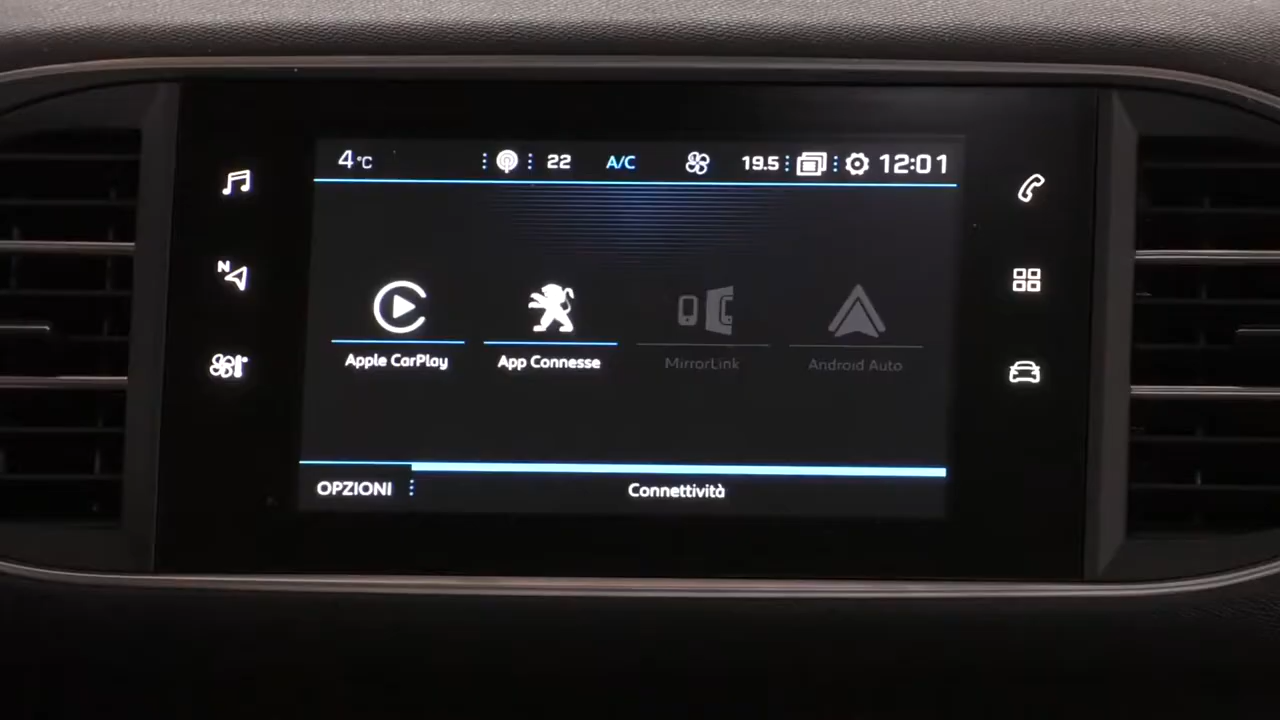 4°C 22 A/C 19.5 12:01
N
Apple CarPlay App Connesse MirrorLink Android Auto
OPZIONI Connettività